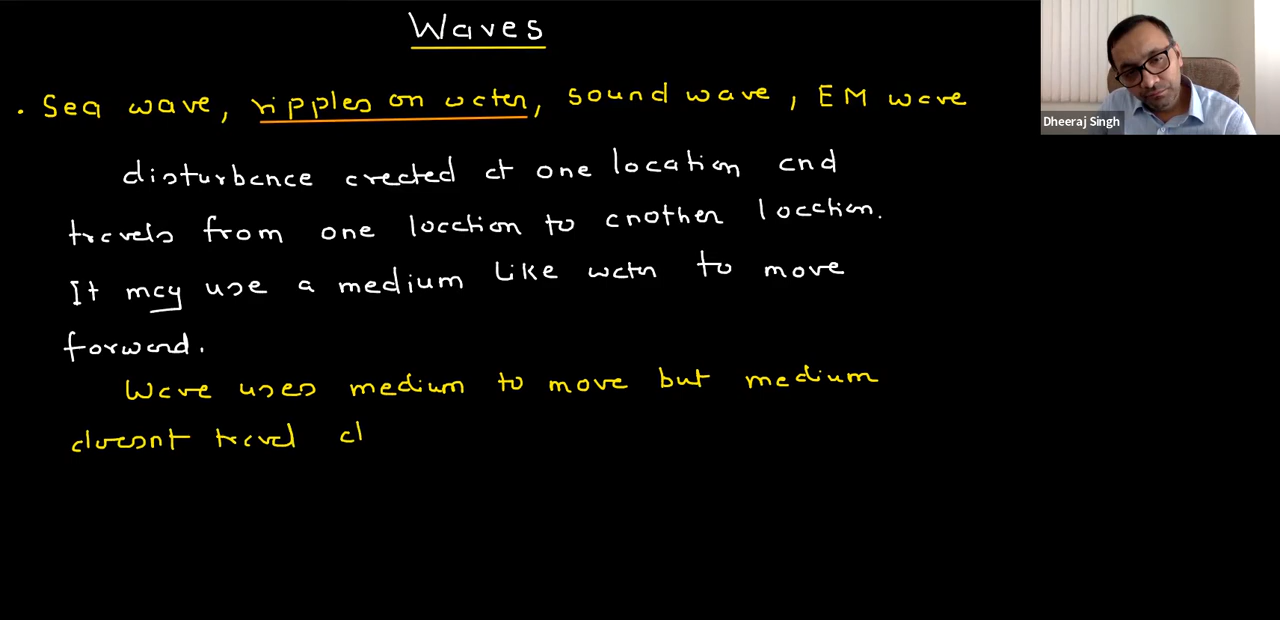 Waves
. Sea wave, ripples on water, sound wave, EM wave
Dheeraj Singh
disturbance created at one location and
travels from one location to another location.
It may use a medium like water to move
forward.
Wave uses medium to move but medium
doesnt travel al